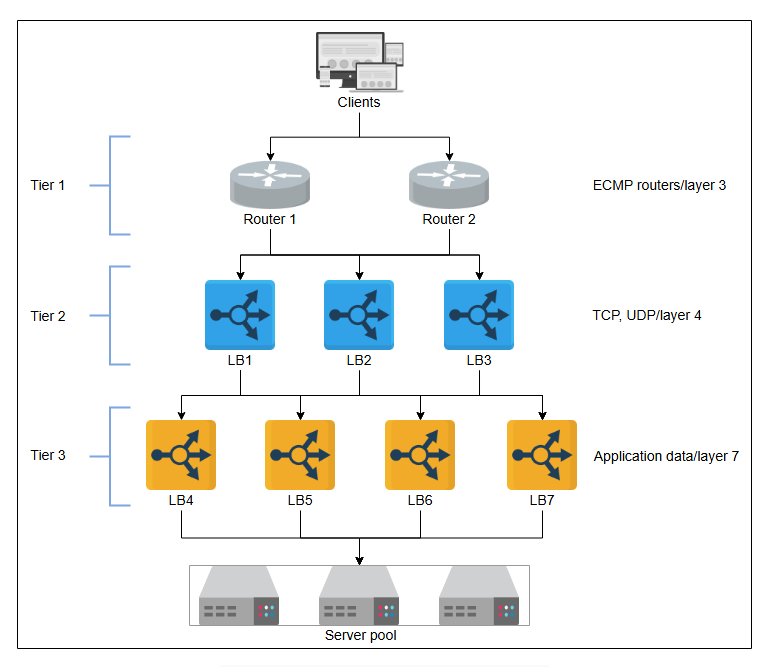 Clients
Tier 1
ECMP routers/layer 3
Router 1
Router 2
Tier 2
TCP, UDP/layer 4
LB1
LB2
LB3
Tier 3
Application data/layer 7
LB4
LB5
LB6
LB7
Server pool